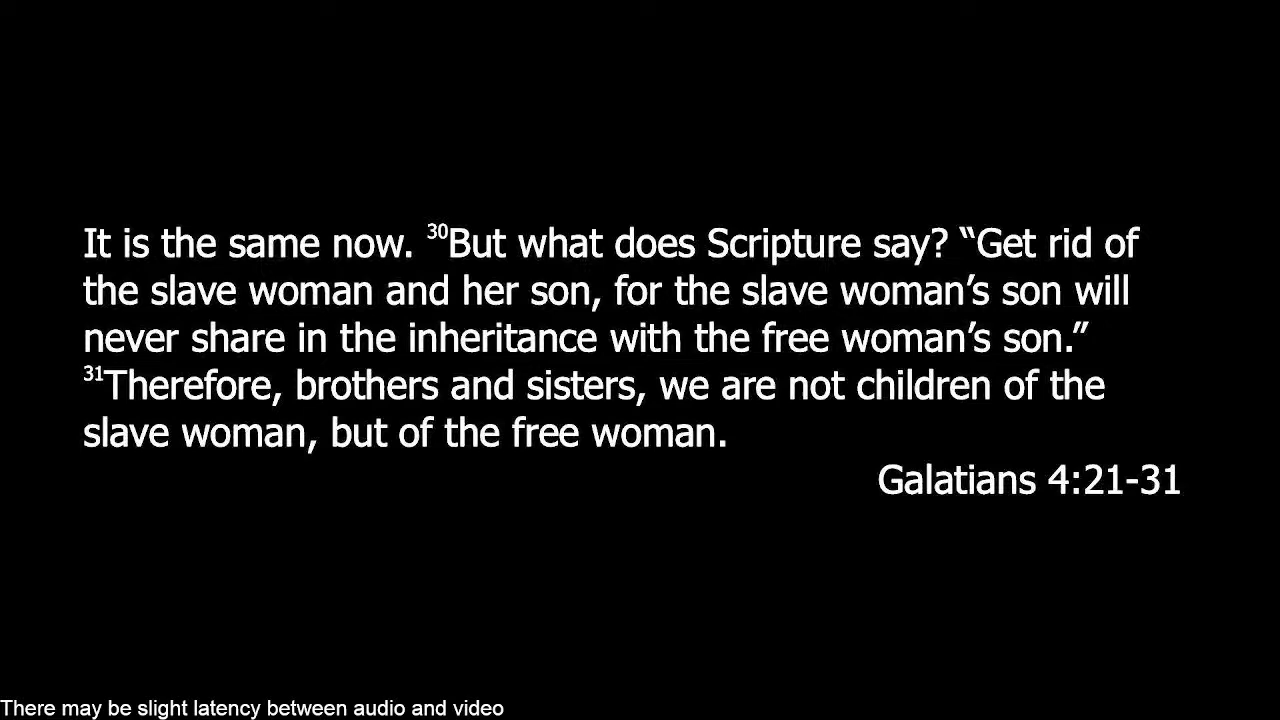 It is the same now. ³⁰But what does Scripture say? “Get rid of
the slave woman and her son, for the slave woman’s son will
never share in the inheritance with the free woman’s son.”
³¹Therefore, brothers and sisters, we are not children of the
slave woman, but of the free woman.
Galatians 4:21-31
There may be slight latency between audio and video